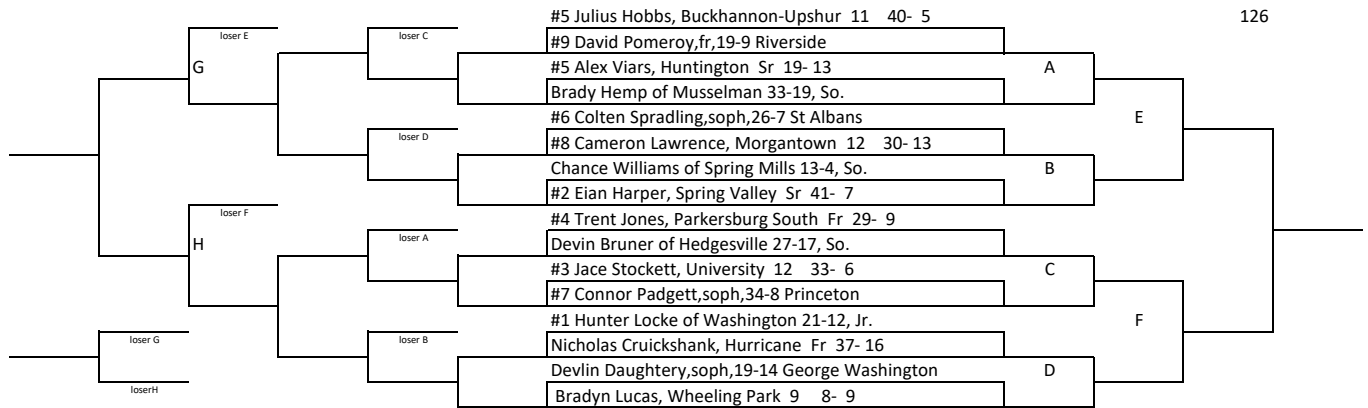 #5 Julius Hobbs, Buckhannon-Upshur  11    40-  5    126
loser E    loser C
#9 David Pomeroy,fr,19-9 Riverside
G    #5 Alex Viars, Huntington  Sr  19-  13    A
Brady Hemp of Musselman 33-19, So.
#6 Colten Spradling,soph,26-7 St Albans    E
loser D    #8 Cameron Lawrence, Morgantown  12    30-  13
Chance Williams of Spring Mills 13-4, So.    B
#2 Eian Harper, Spring Valley  Sr  41-  7
loser F    #4 Trent Jones, Parkersburg South  Fr  29-  9
H    loser A    Devin Bruner of Hedgesville 27-17, So.
#3 Jace Stockett, University  12    33-  6    C
#7 Connor Padgett,soph,34-8 Princeton
#1 Hunter Locke of Washington 21-12, Jr.    F
loser G    loser B    Nicholas Cruickshank, Hurricane  Fr  37-  16
Devlin Daughtery,soph,19-14 George Washington    D
loserH    Bradyn Lucas, Wheeling Park  9    8-  9